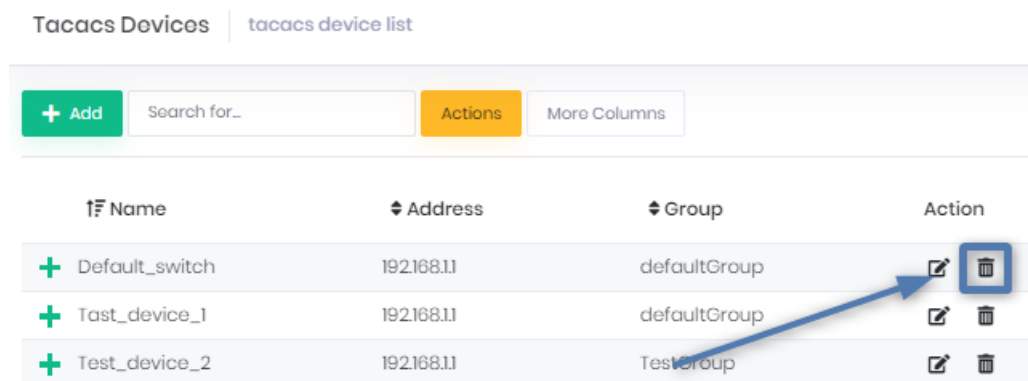 Tacacs Devices tacacs device list
Add Search for... Actions More Columns
Name Address Group Action
Default_switch 192.168.1.1 defaultGroup
Tast_device_1 192.168.1.1 defaultGroup
Test_device_2 192.168.1.1 TestGroup